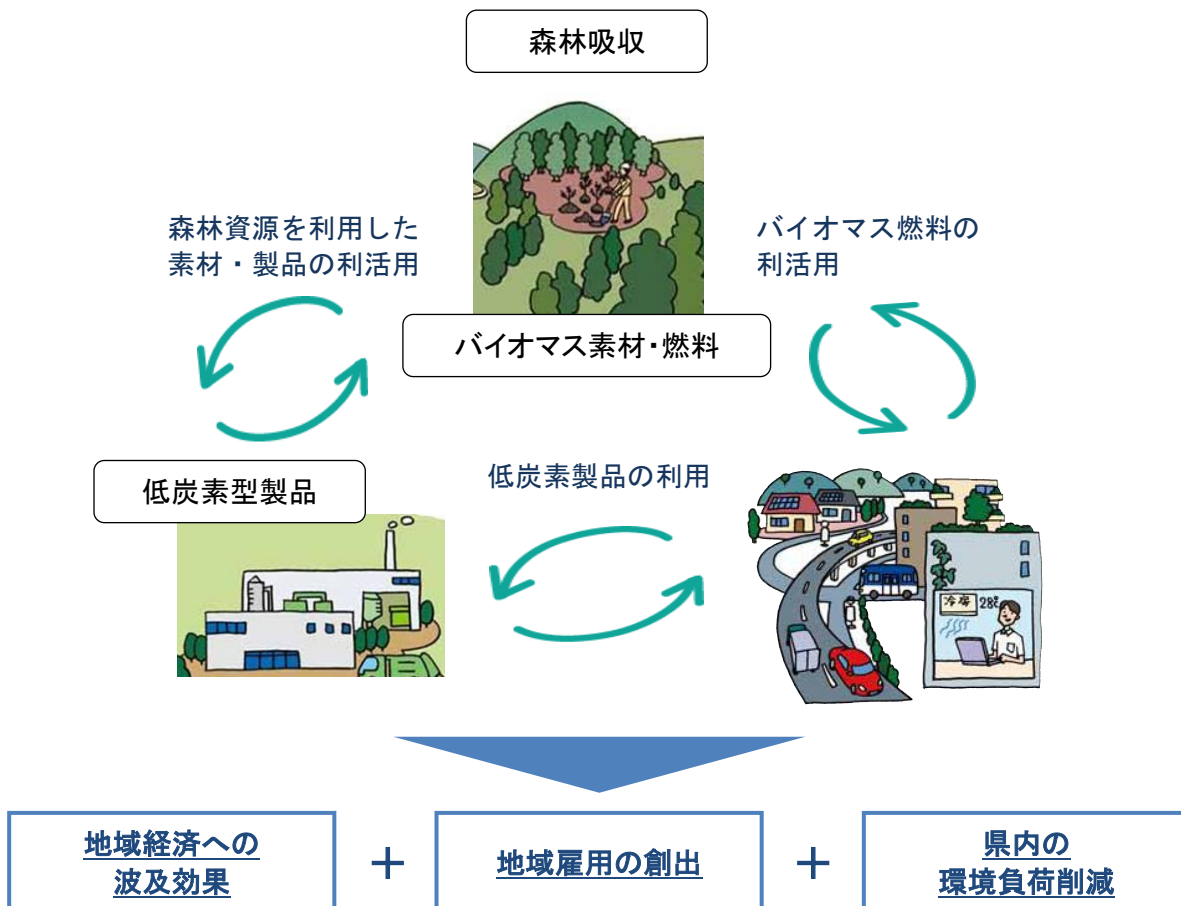 森林吸収
森林資源を利用した
素材・製品の利活用
バイオマス燃料の
利活用
バイオマス素材・燃料
低炭素型製品
低炭素製品の利用
冷房 28℃
地域経済への
波及効果
+
地域雇用の創出
+
県内の
環境負荷削減